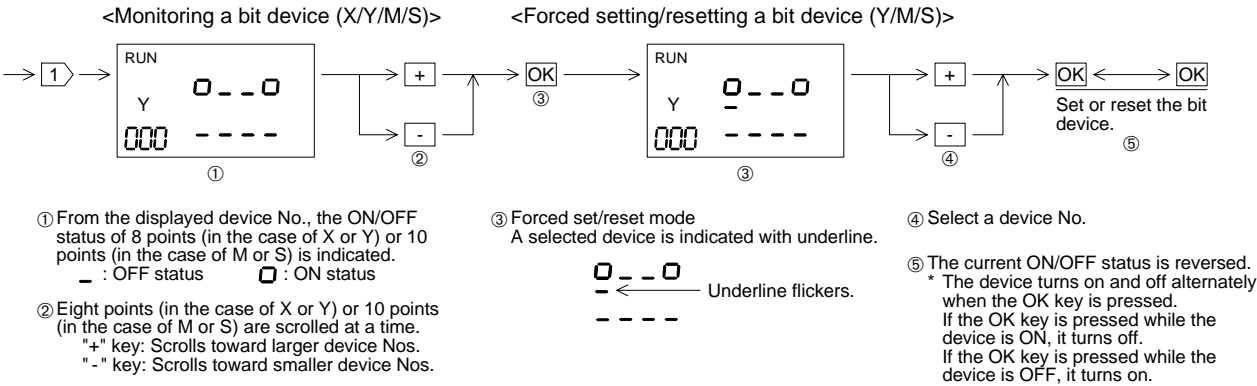 <Monitoring a bit device (X/Y/M/S)>
<Forced setting/resetting a bit device (Y/M/S)>
1
RUN
Y
000
①
+
-
②
OK
③
RUN
Y
000
③
+
-
④
OK
OK
Set or reset the bit
device.
⑤
① From the displayed device No., the ON/OFF
status of 8 points (in the case of X or Y) or 10
points (in the case of M or S) is indicated.
: OFF status : ON status
② Eight points (in the case of X or Y) or 10 points
(in the case of M or S) are scrolled at a time.
"+" key: Scrolls toward larger device Nos.
"-" key: Scrolls toward smaller device Nos.
③ Forced set/reset mode
A selected device is indicated with underline.
Underline flickers.
④ Select a device No.
⑤ The current ON/OFF status is reversed.
* The device turns on and off alternately
when the OK key is pressed.
If the OK key is pressed while the
device is ON, it turns off.
If the OK key is pressed while the
device is OFF, it turns on.